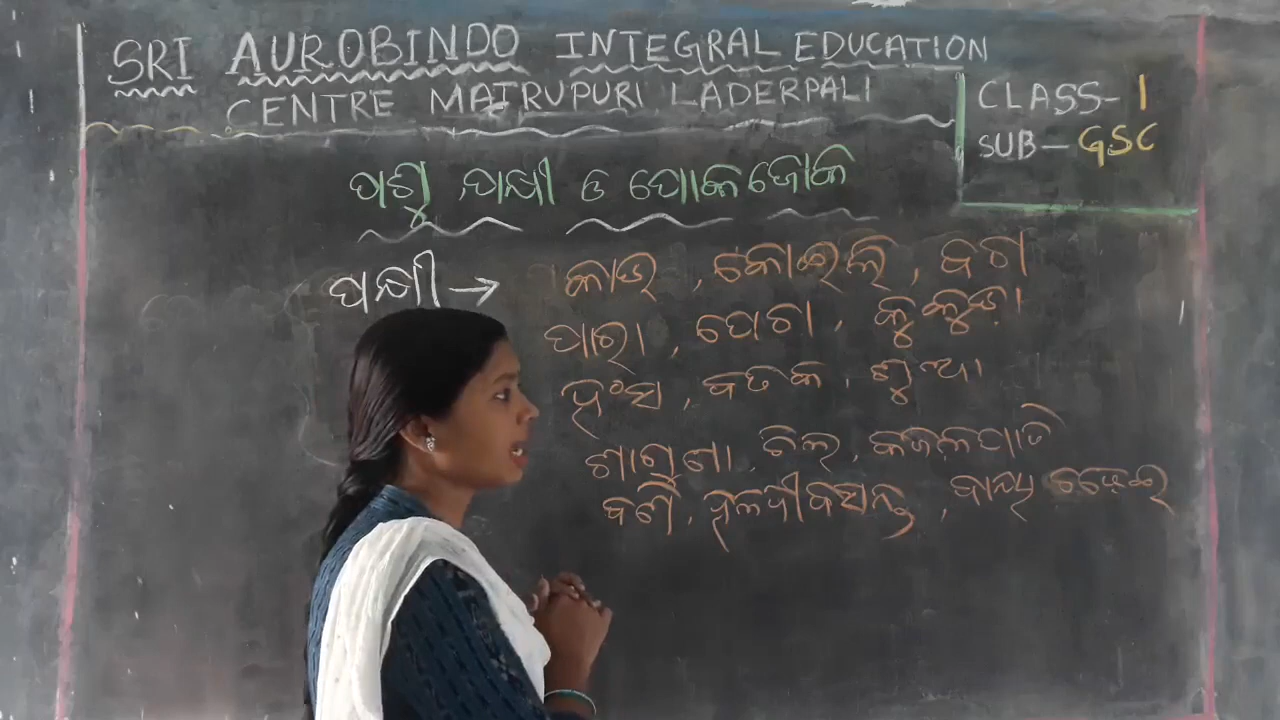 SRI AUROBINDO INTEGRAL EDUCATION
CENTRE MATRUPURI LADERPALI
CLASS- 1
SUB- GSC
ପଶୁ, ପକ୍ଷୀ ଓ ପୋକଜୋକ
ପକ୍ଷୀ → କାଉ, କୋଇଲି, ବଗ
ପାରା, ପେଚା, କୁକୁଡ଼ା
ହଂସ, ବତକ, ଶୁଆ
ଶାଗୁଣା, ଚିଲ, କଜଳପାତି
ବଣି, ହଳଦୀବସନ୍ତ, ବାୟା ଚଢ଼େଇ